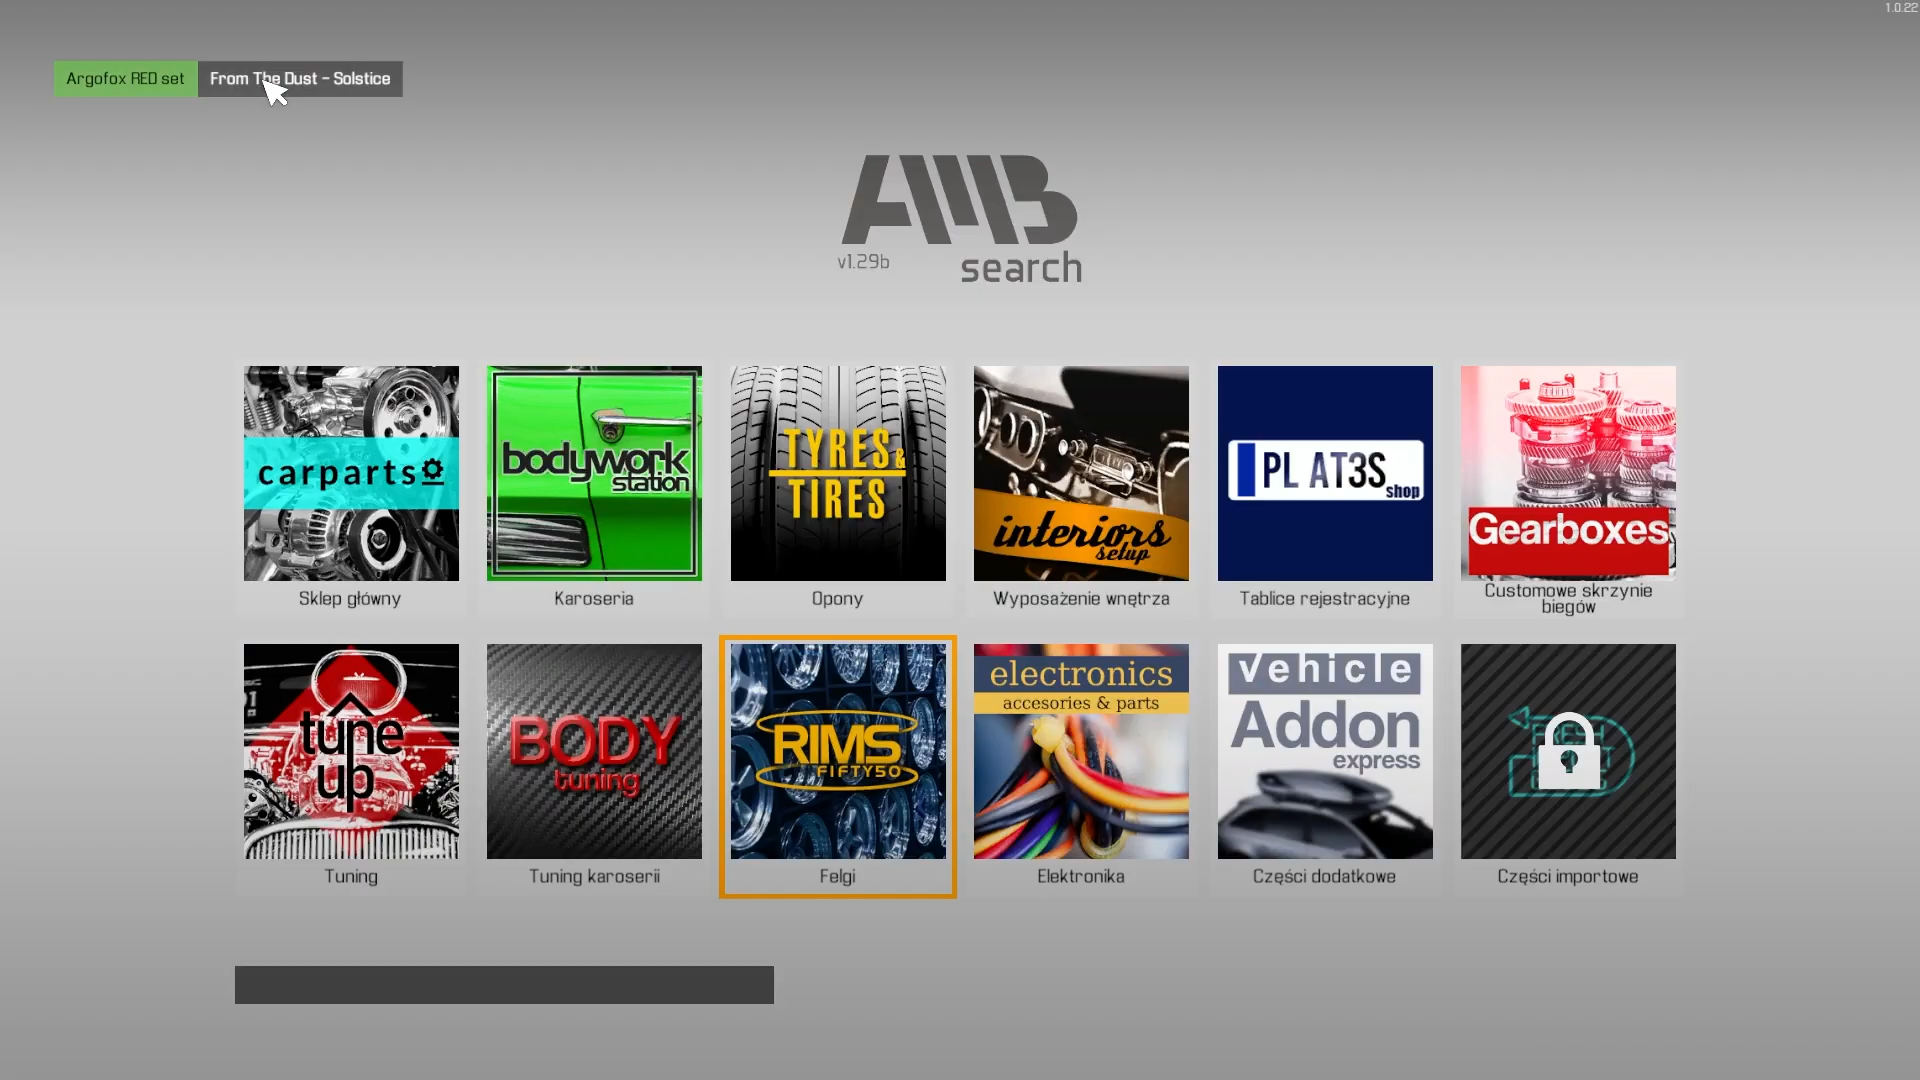 1.0.22
Argofox RED set
From The Dust - Solstice
AMB
v1.29b
search
carparts
Sklep główny
bodywork
station
Karoseria
TYRES &
TIRES
Opony
interiors
setup
Wyposażenie wnętrza
PL AT3S
shop
Tablice rejestracyjne
Gearboxes
Customowe skrzynie
biegów
tune
up
Tuning
BODY
tuning
Tuning karoserii
RIMS
FIFTY50
Felgi
electronics
accesories & parts
Elektronika
vehicle
Addon
express
Części dodatkowe
Części importowe